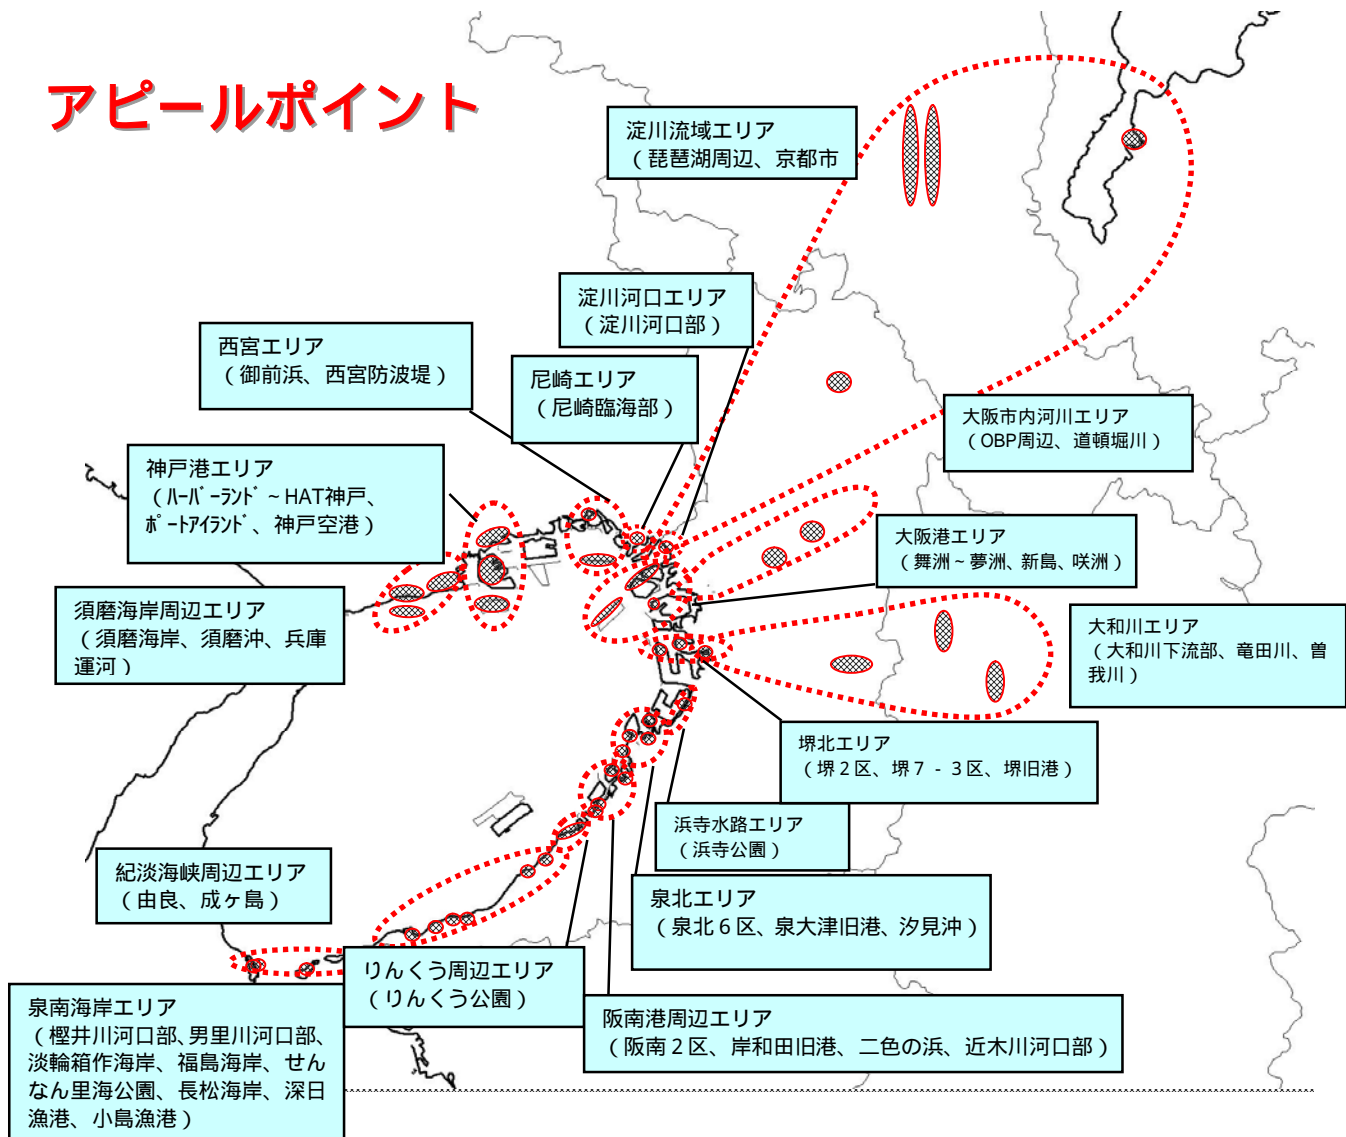 アピールポイント
淀川流域エリア
（琵琶湖周辺、京都市
淀川河口エリア
（淀川河口部）
西宮エリア
（御前浜、西宮防波堤）
尼崎エリア
（尼崎臨海部）
大阪市内河川エリア
（OBP周辺、道頓堀川）
神戸港エリア
（ﾊｰﾊﾞｰﾗﾝﾄﾞ～HAT神戸、
ﾎﾟｰﾄｱｲﾗﾝﾄﾞ、神戸空港）
大阪港エリア
（舞洲～夢洲、新島、咲洲）
須磨海岸周辺エリア
（須磨海岸、須磨沖、兵庫
運河）
大和川エリア
（大和川下流部、竜田川、曽
我川）
堺北エリア
（堺２区、堺７－３区、堺旧港）
浜寺水路エリア
（浜寺公園）
紀淡海峡周辺エリア
（由良、成ヶ島）
泉北エリア
（泉北６区、泉大津旧港、汐見沖）
りんくう周辺エリア
（りんくう公園）
泉南海岸エリア
（樫井川河口部、男里川河口部、
淡輪箱作海岸、福島海岸、せん
なん里海公園、長松海岸、深日
漁港、小島漁港）
阪南港周辺エリア
（阪南２区、岸和田旧港、二色の浜、近木川河口部）